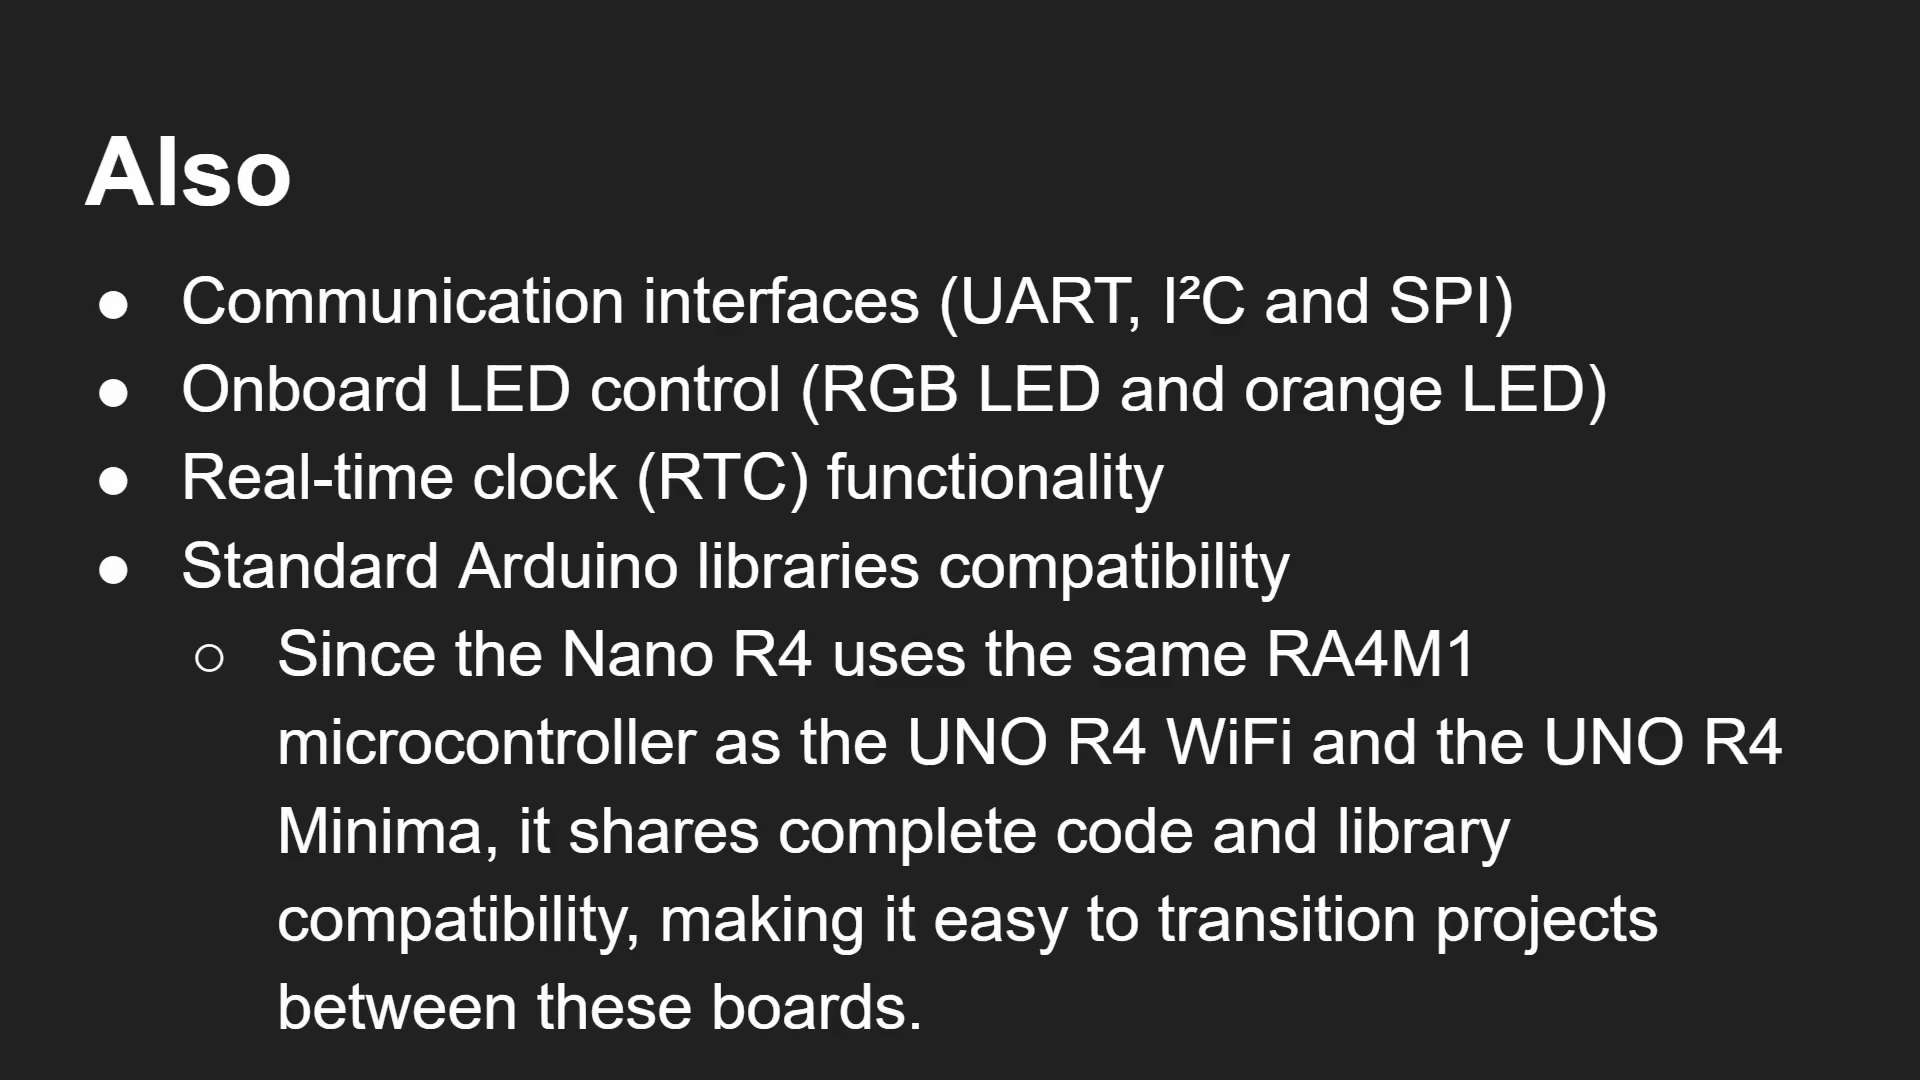 Also
● Communication interfaces (UART, I²C and SPI)
● Onboard LED control (RGB LED and orange LED)
● Real-time clock (RTC) functionality
● Standard Arduino libraries compatibility
○ Since the Nano R4 uses the same RA4M1
microcontroller as the UNO R4 WiFi and the UNO R4
Minima, it shares complete code and library
compatibility, making it easy to transition projects
between these boards.